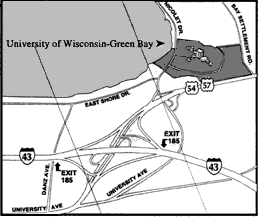 NICOLET DR.
BAY SETTLEMENT RD.
University of Wisconsin-Green Bay
54
57
EAST SHORE DR.
EXIT
185
43
43
EXIT
185
DANZ AVE.
UNIVERSITY AVE
UNIVERSITY AVE